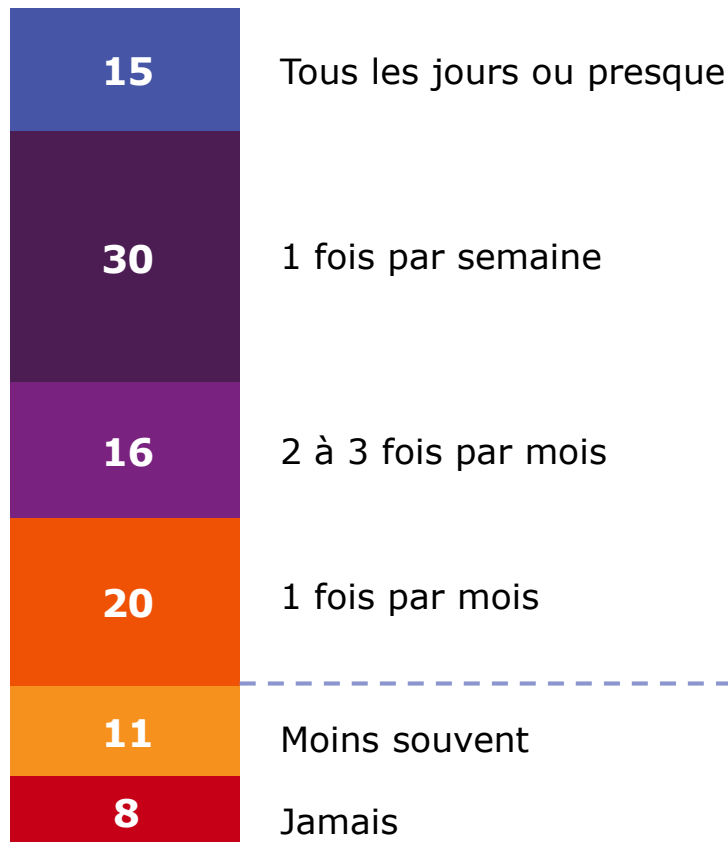 15 Tous les jours ou presque
30 1 fois par semaine
16 2 à 3 fois par mois
20 1 fois par mois
11 Moins souvent
8 Jamais